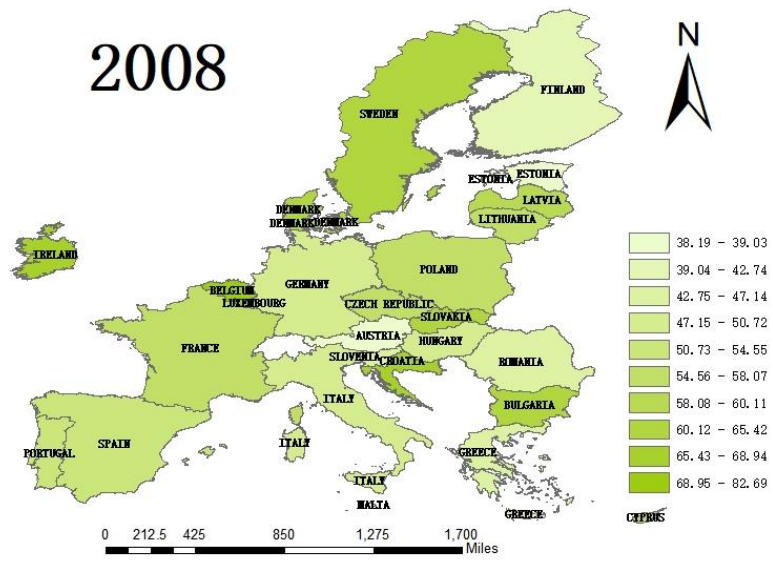 2008
N
FINLAND
SWEDEN
ESTONIA
ESTONIA
LATVIA
DENMARK
LITHUANIA
DENMARK
DENMARK
IRELAND
POLAND
GERMANY
BELGIUM
LUXEMBOURG
CZECH REPUBLIC
SLOVAKIA
AUSTRIA
HUNGARY
FRANCE
SLOVENIA
CROATIA
ROMANIA
ITALY
BULGARIA
SPAIN
PORTUGAL
ITALY
GREECE
ITALY
MALTA
GREECE
CYPRUS
38.19 - 39.03
39.04 - 42.74
42.75 - 47.14
47.15 - 50.72
50.73 - 54.55
54.56 - 58.07
58.08 - 60.11
60.12 - 65.42
65.43 - 68.94
68.95 - 82.69
0 212.5 425 850 1,275 1,700
Miles